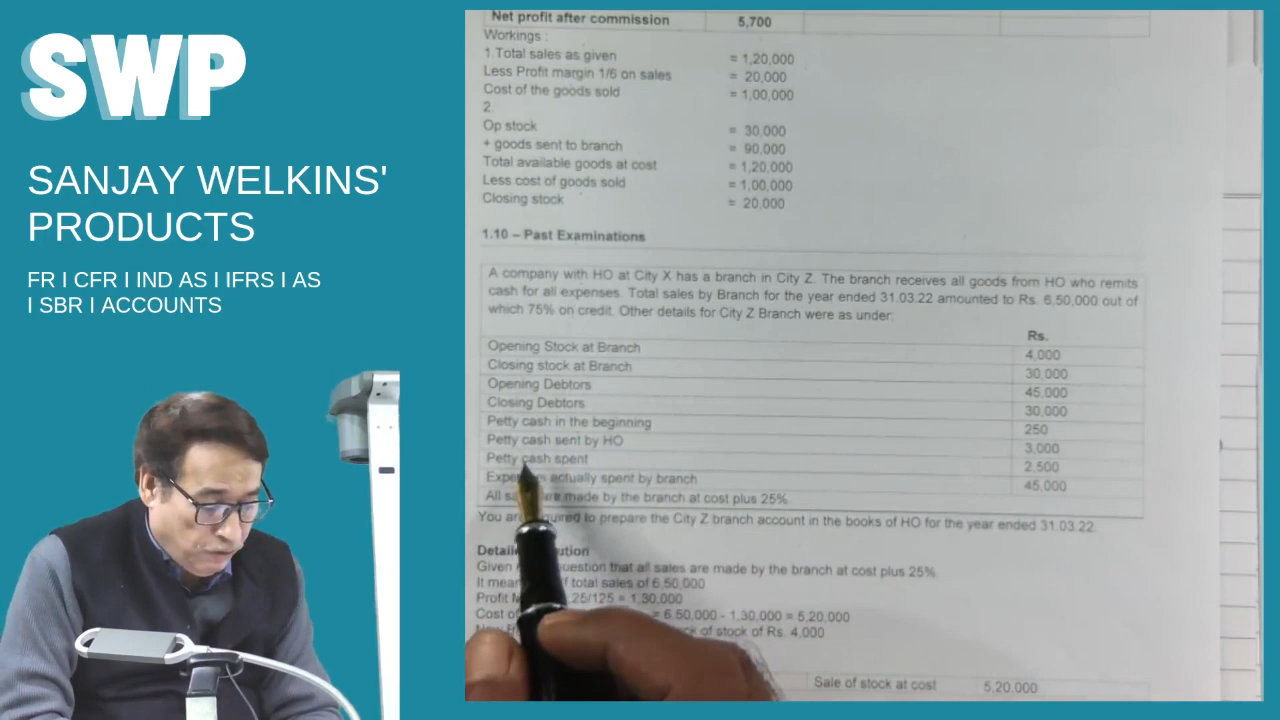 SWP
SANJAY WELKINS'
PRODUCTS
FR I CFR I IND AS I IFRS I AS
I SBR I ACCOUNTS
Net profit after commission 5,700
Workings :
1.Total sales as given = 1,20,000
Less Profit margin 1/6 on sales = 20,000
Cost of the goods sold = 1,00,000
2.
Op stock = 30,000
+ goods sent to branch = 90,000
Total available goods at cost = 1,20,000
Less cost of goods sold = 1,00,000
Closing stock = 20,000
1.10 – Past Examinations
A company with HO at City X has a branch in City Z. The branch receives all goods from HO who remits
cash for all expenses. Total sales by Branch for the year ended 31.03.22 amounted to Rs. 6,50,000 out of
which 75% on credit. Other details for City Z Branch were as under:
Rs.
Opening Stock at Branch 4,000
Closing stock at Branch 30,000
Opening Debtors 45,000
Closing Debtors 30,000
Petty cash in the beginning 250
Petty cash sent by HO 3,000
Petty cash spent 2,500
actually spent by branch 45,000
All made by the branch at cost plus 25%.
You are to prepare the City Z branch account in the books of HO for the year ended 31.03.22.
Given question that all sales are made by the branch at cost plus 25%
It total sales of 6,50,000
Profit 25/125 = 1,30,000
Cost of = 6,50,000 - 1,30,000 = 5,20,000
of stock of Rs. 4,000
Sale of stock at cost 5,20,000